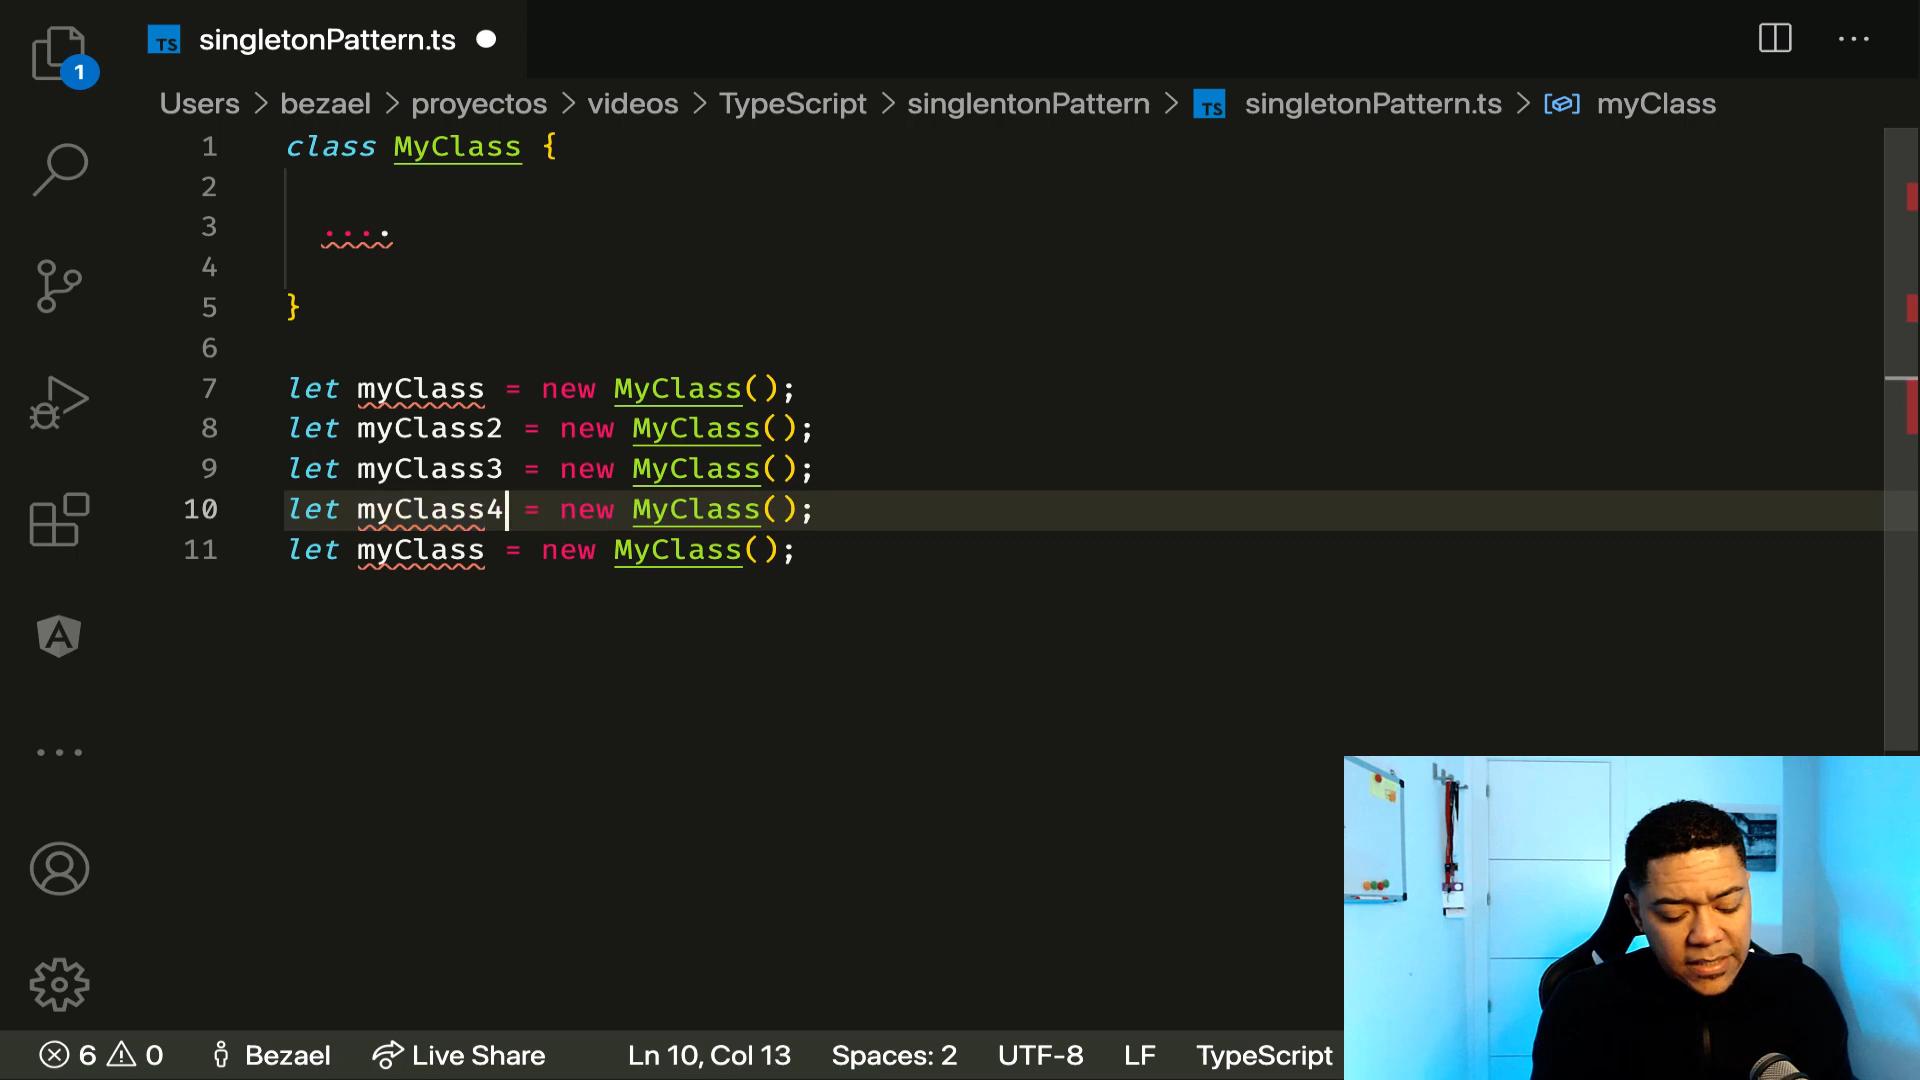 TS singletonPattern.ts
1
Users > bezael > proyectos > videos > TypeScript > singlentonPattern > TS singletonPattern.ts > myClass
1 class MyClass {
2
3 ....
4
5 }
6
7 let myClass = new MyClass();
8 let myClass2 = new MyClass();
9 let myClass3 = new MyClass();
10 let myClass4 = new MyClass();
11 let myClass = new MyClass();
6 0 Bezael Live Share Ln 10, Col 13 Spaces: 2 UTF-8 LF TypeScript